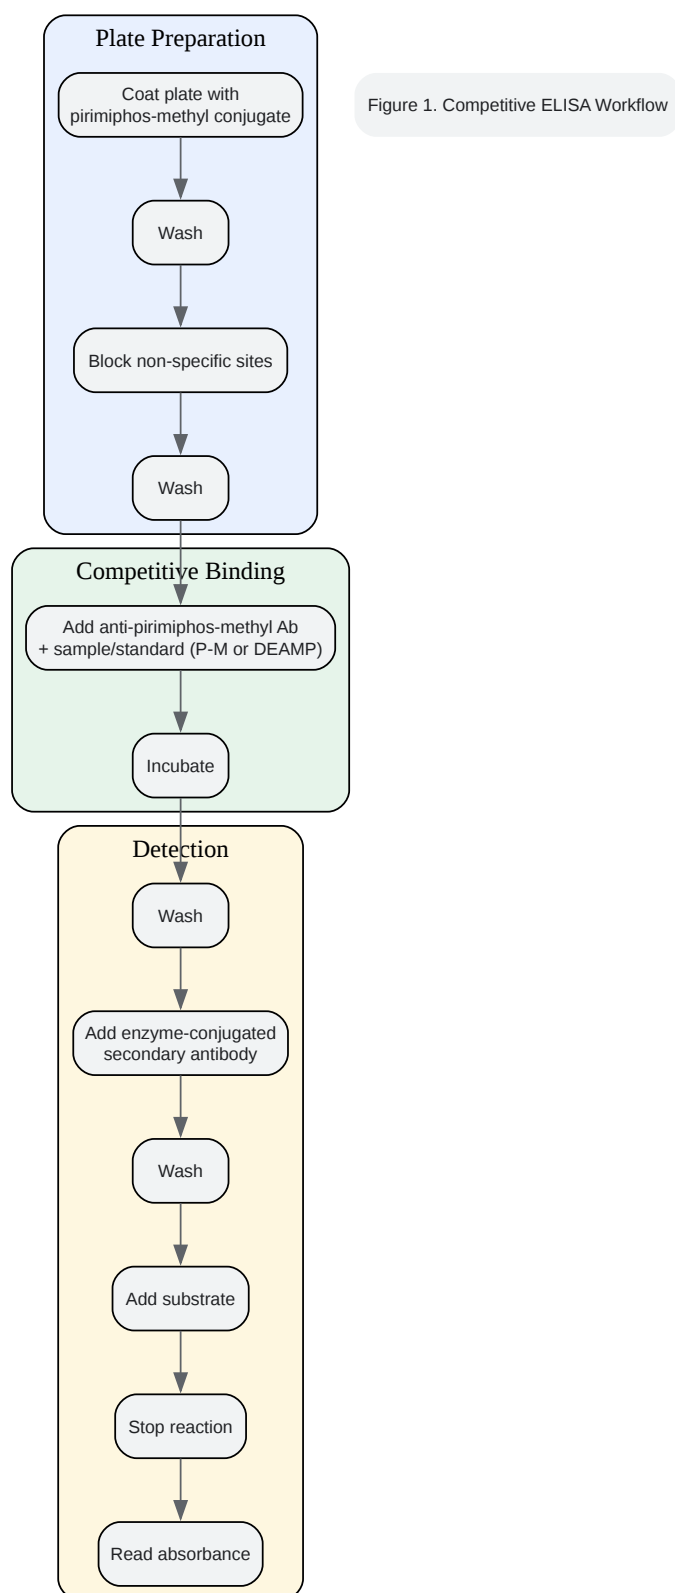 Plate Preparation
Coat plate with
pirimiphos-methyl conjugate
Figure 1. Competitive ELISA Workflow
Wash
Block non-specific sites
Wash
Competitive Binding
Add anti-pirimiphos-methyl Ab
+ sample/standard (P-M or DEAMP)
Incubate
Detection
Wash
Add enzyme-conjugated
secondary antibody
Wash
Add substrate
Stop reaction
Read absorbance